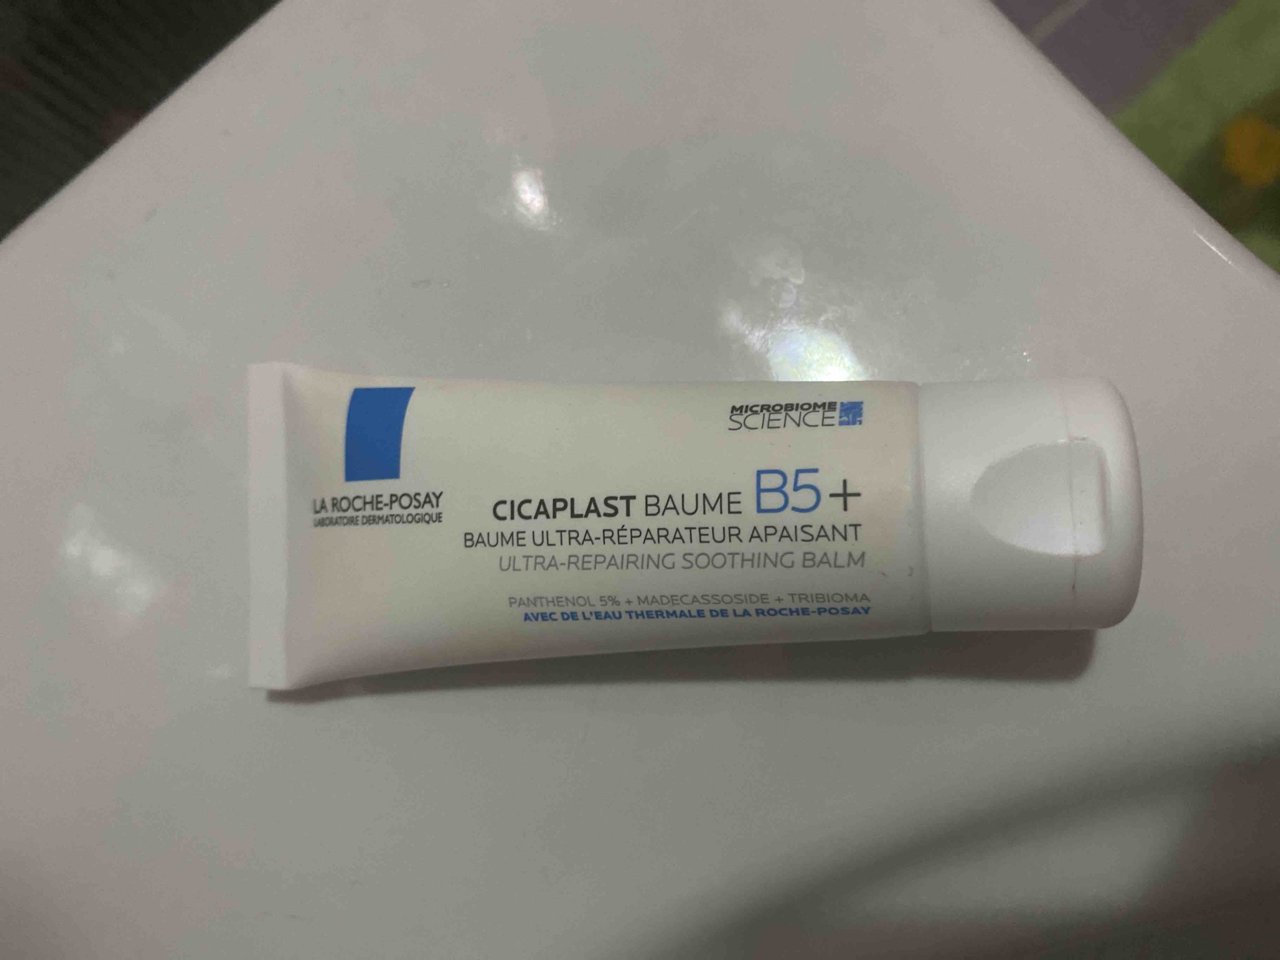 LA ROCHE-POSAY
LABORATOIRE DERMATOLOGIQUE
MICROBIOME
SCIENCE
CICAPLAST BAUME B5+
BAUME ULTRA-RÉPARATEUR APAISANT
ULTRA-REPAIRING SOOTHING BALM
PANTHENOL 5% + MADECASSOSIDE + TRIBIOMA
AVEC DE L'EAU THERMALE DE LA ROCHE-POSAY